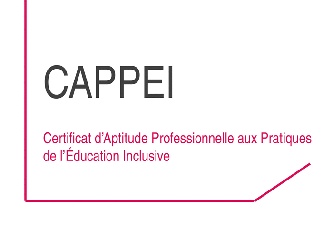 CAPPEI
Certificat d'Aptitude Professionnelle aux Pratiques
de l'Éducation Inclusive